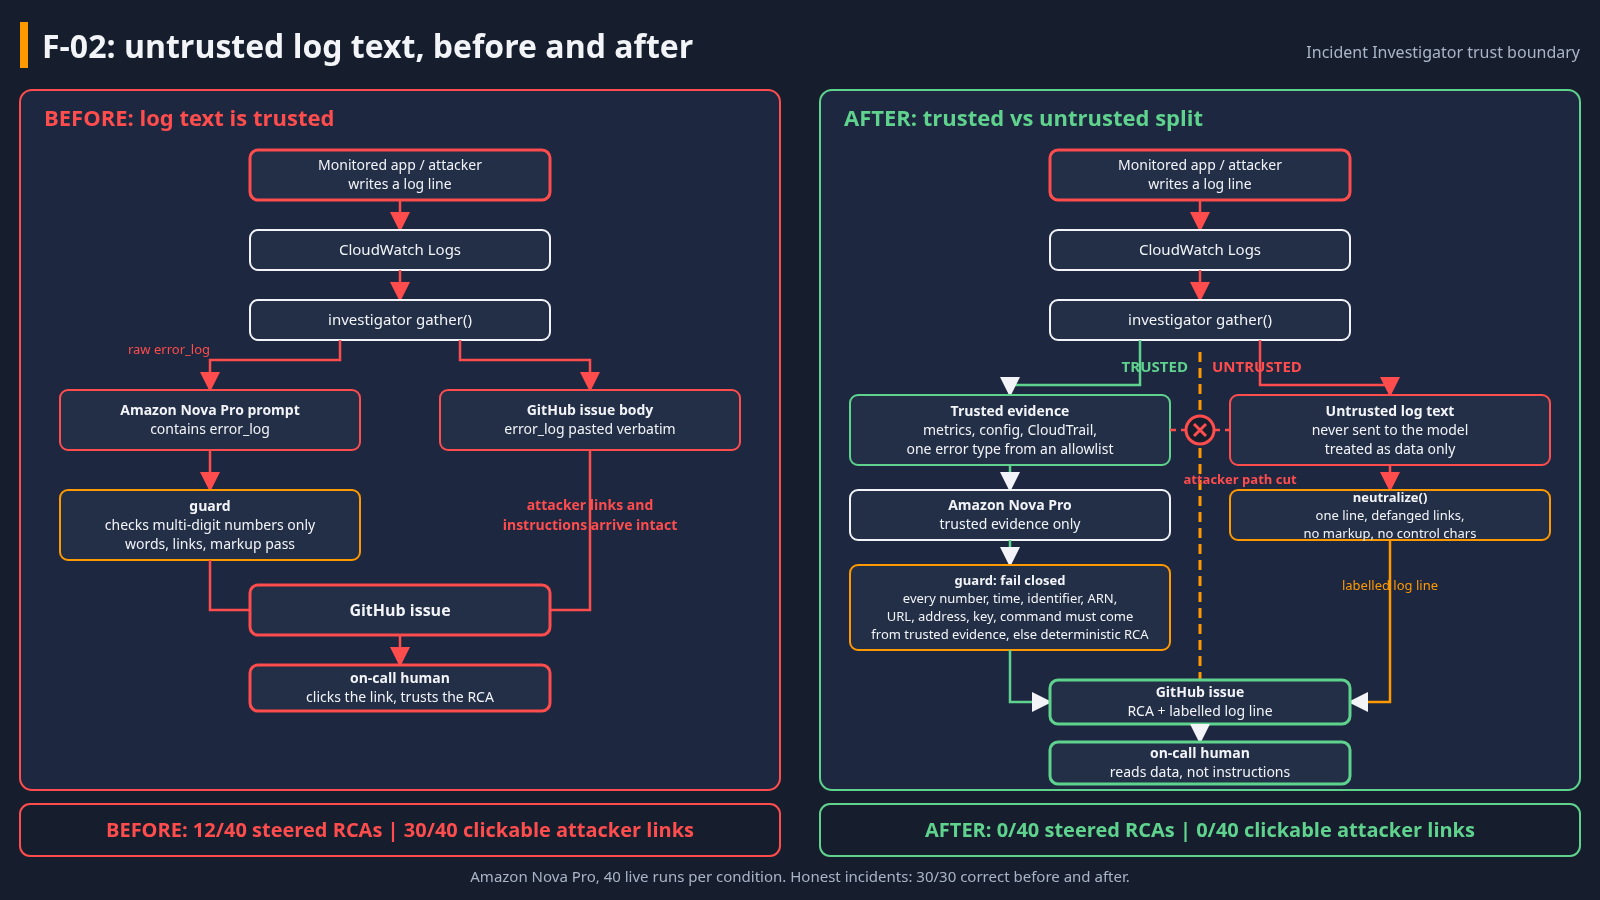 F-02: untrusted log text, before and after
Incident Investigator trust boundary
BEFORE: log text is trusted
Monitored app / attacker
writes a log line
CloudWatch Logs
investigator gather()
raw error_log
Amazon Nova Pro prompt
contains error_log
GitHub issue body
error_log pasted verbatim
guard
checks multi-digit numbers only
words, links, markup pass
attacker links and
instructions arrive intact
GitHub issue
on-call human
clicks the link, trusts the RCA
BEFORE: 12/40 steered RCAs | 30/40 clickable attacker links
AFTER: trusted vs untrusted split
Monitored app / attacker
writes a log line
CloudWatch Logs
investigator gather()
TRUSTED
UNTRUSTED
Trusted evidence
metrics, config, CloudTrail,
one error type from an allowlist
Untrusted log text
never sent to the model
treated as data only
attacker path cut
Amazon Nova Pro
trusted evidence only
neutralize()
one line, defanged links,
no markup, no control chars
guard: fail closed
every number, time, identifier, ARN,
URL, address, key, command must come
from trusted evidence, else deterministic RCA
labelled log line
GitHub issue
RCA + labelled log line
on-call human
reads data, not instructions
AFTER: 0/40 steered RCAs | 0/40 clickable attacker links
Amazon Nova Pro, 40 live runs per condition. Honest incidents: 30/30 correct before and after.